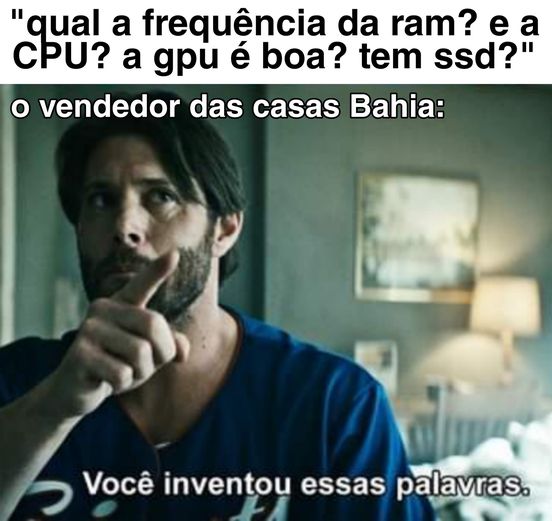 "qual a frequência da ram? e a
CPU? a gpu é boa? tem ssd?"
o vendedor das casas Bahia:
Você inventou essas palavras.